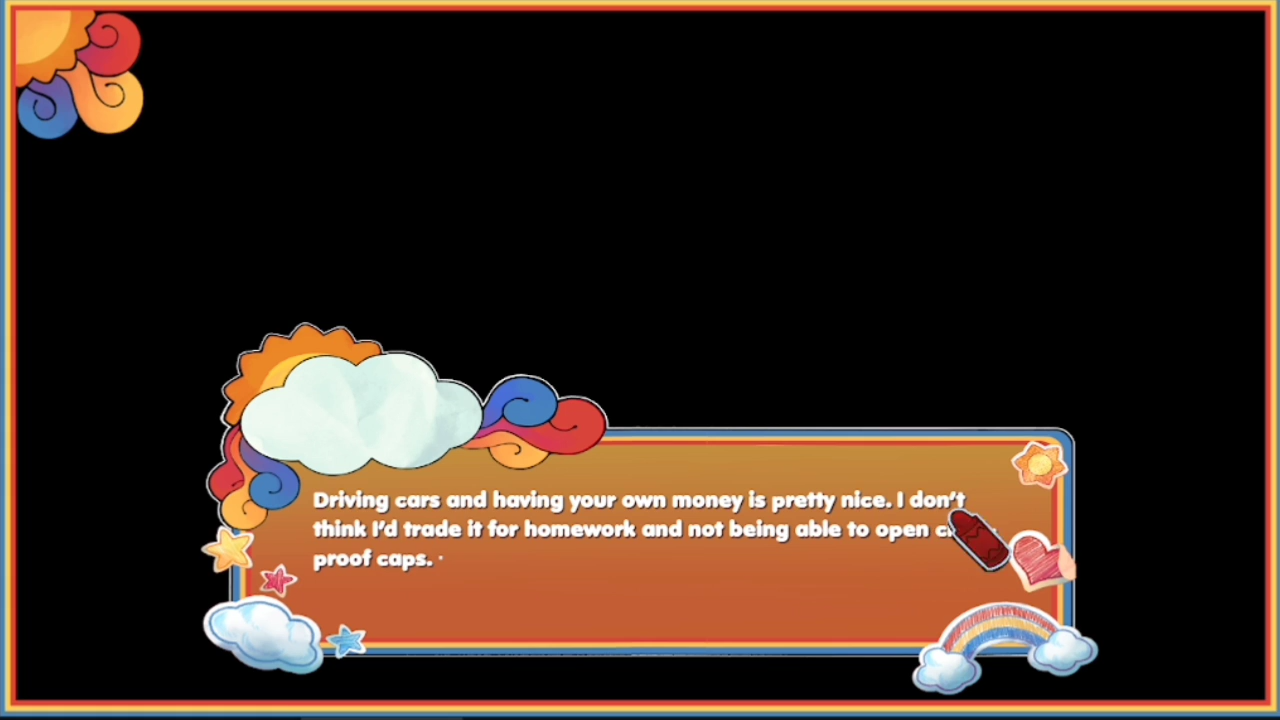 Driving cars and having your own money is pretty nice. I don't
think I'd trade it for homework and not being able to open
proof caps.